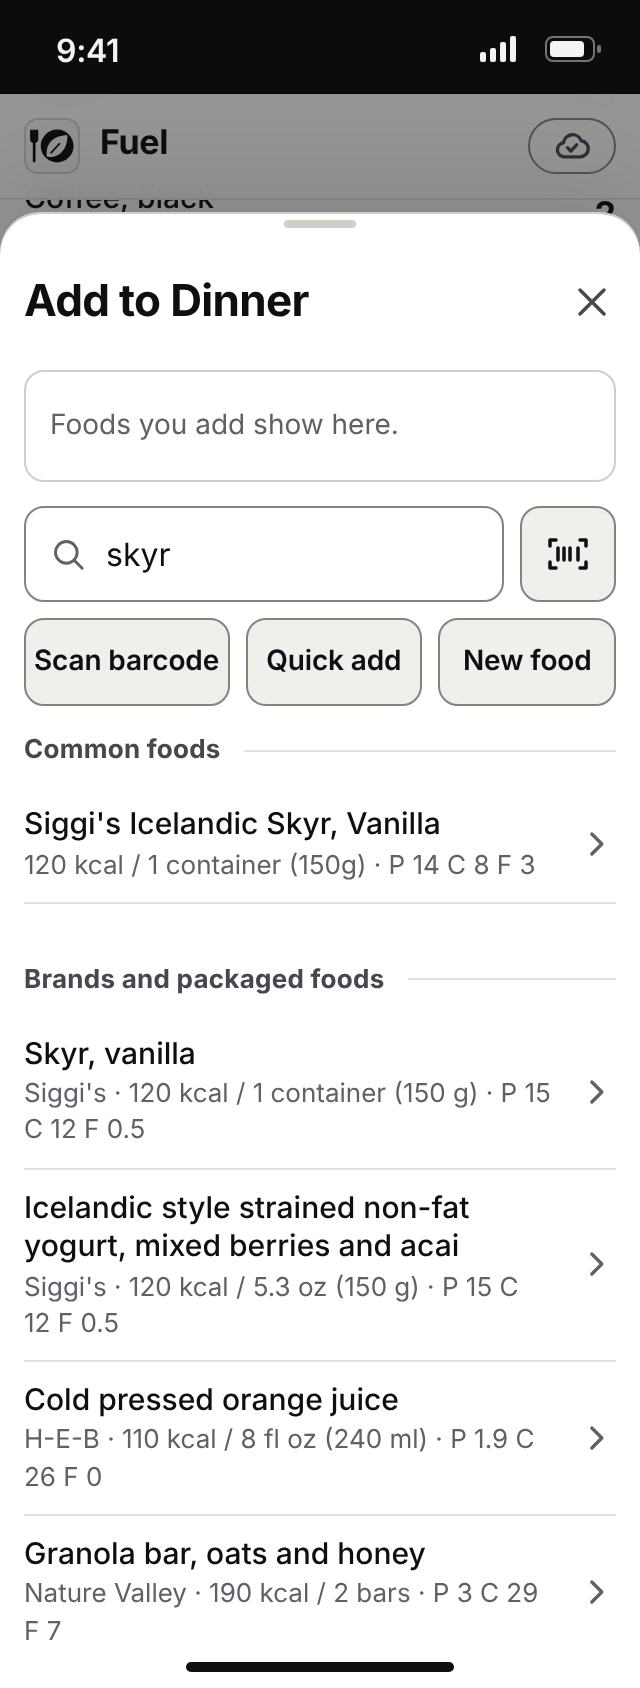 9:41
Fuel
Coffee, black
Add to Dinner
Foods you add show here.
skyr
Scan barcode
Quick add
New food
Common foods
Siggi's Icelandic Skyr, Vanilla
120 kcal / 1 container (150g) · P 14 C 8 F 3
Brands and packaged foods
Skyr, vanilla
Siggi's · 120 kcal / 1 container (150 g) · P 15
C 12 F 0.5
Icelandic style strained non-fat
yogurt, mixed berries and acai
Siggi's · 120 kcal / 5.3 oz (150 g) · P 15 C
12 F 0.5
Cold pressed orange juice
H-E-B · 110 kcal / 8 fl oz (240 ml) · P 1.9 C
26 F 0
Granola bar, oats and honey
Nature Valley · 190 kcal / 2 bars · P 3 C 29
F 7